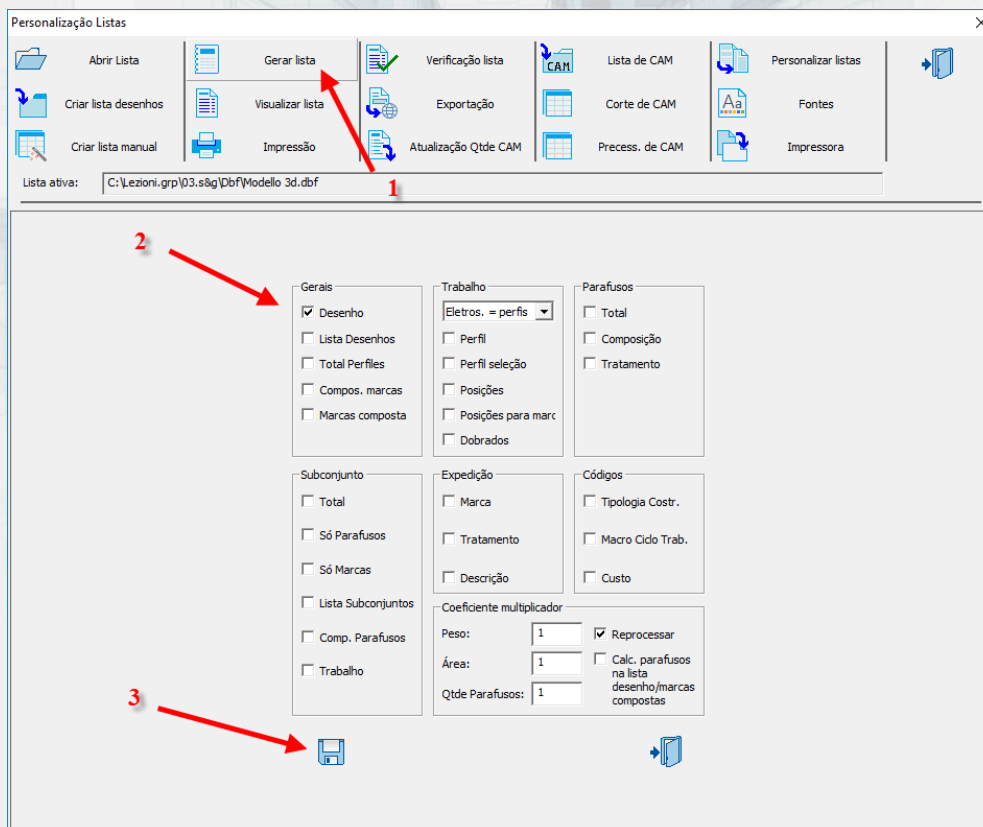 Personalização Listas
Abrir Lista
Gerar lista
Verificação lista
CAM
Lista de CAM
Personalizar listas
Criar lista desenhos
Visualizar lista
Exportação
Corte de CAM
Aa
Fontes
Criar lista manual
Impressão
Atualização Qtde CAM
Precess. de CAM
Impressora
Lista ativa:
C:\Lezioni.grp\03.s&g\Dbf\Modello 3d.dbf
1
2
Gerais
Desenho
Lista Desenhos
Total Perfiles
Compos. marcas
Marcas composta
Trabalho
Eletros. = perfis
Perfil
Perfil seleção
Posições
Posições para marc
Dobrados
Parafusos
Total
Composição
Tratamento
Subconjunto
Total
Só Parafusos
Só Marcas
Lista Subconjuntos
Comp. Parafusos
Trabalho
Expedição
Marca
Tratamento
Descrição
Códigos
Tipologia Costr.
Macro Ciclo Trab.
Custo
Coeficiente multiplicador
Peso: 1
Área: 1
Qtde Parafusos: 1
Reprocessar
Calc. parafusos
na lista
desenho/marcas
compostas
3